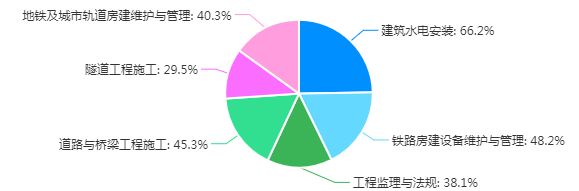 地铁及城市轨道房建维护与管理: 40.3%
建筑水电安装: 66.2%
隧道工程施工: 29.5%
道路与桥梁工程施工: 45.3%
铁路房建设备维护与管理: 48.2%
工程监理与法规: 38.1%